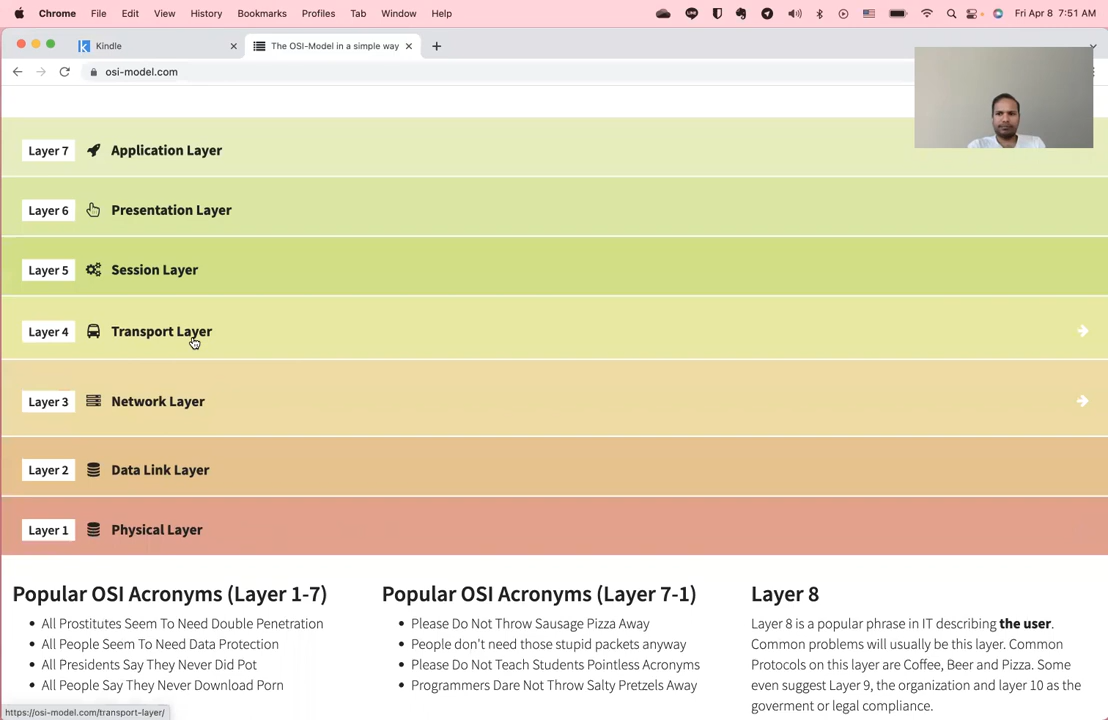 Chrome File Edit View History Bookmarks Profiles Tab Window Help Fri Apr 8 7:51 AM
Kindle The OSI-Model in a simple way
osi-model.com
Layer 7 Application Layer
Layer 6 Presentation Layer
Layer 5 Session Layer
Layer 4 Transport Layer
Layer 3 Network Layer
Layer 2 Data Link Layer
Layer 1 Physical Layer
Popular OSI Acronyms (Layer 1-7)
All Prostitutes Seem To Need Double Penetration
All People Seem To Need Data Protection
All Presidents Say They Never Did Pot
All People Say They Never Download Porn
Popular OSI Acronyms (Layer 7-1)
Please Do Not Throw Sausage Pizza Away
People don't need those stupid packets anyway
Please Do Not Teach Students Pointless Acronyms
Programmers Dare Not Throw Salty Pretzels Away
Layer 8
Layer 8 is a popular phrase in IT describing the user.
Common problems will usually be this layer. Common
Protocols on this layer are Coffee, Beer and Pizza. Some
even suggest Layer 9, the organization and layer 10 as the
goverment or legal compliance.
https://osi-model.com/transport-layer/